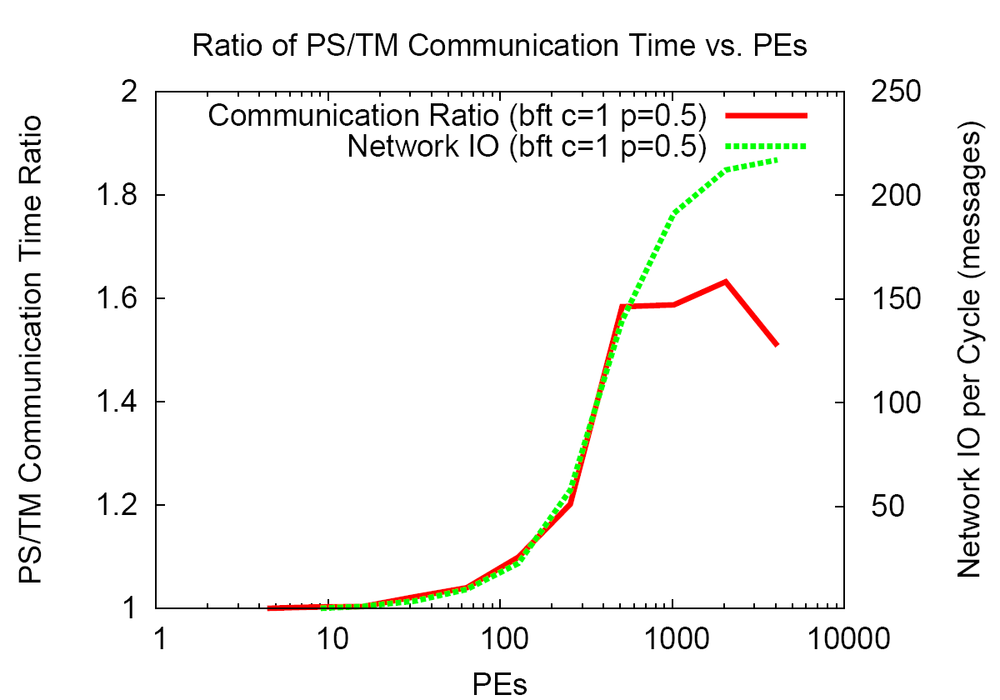 Ratio of PS/TM Communication Time vs. PEs
2
250
Communication Ratio (bft c=1 p=0.5)
Network IO (bft c=1 p=0.5)
1.8
200
1.6
150
1.4
100
1.2
50
1
1
10
100
1000
10000
PEs
PS/TM Communication Time Ratio
Network IO per Cycle (messages)